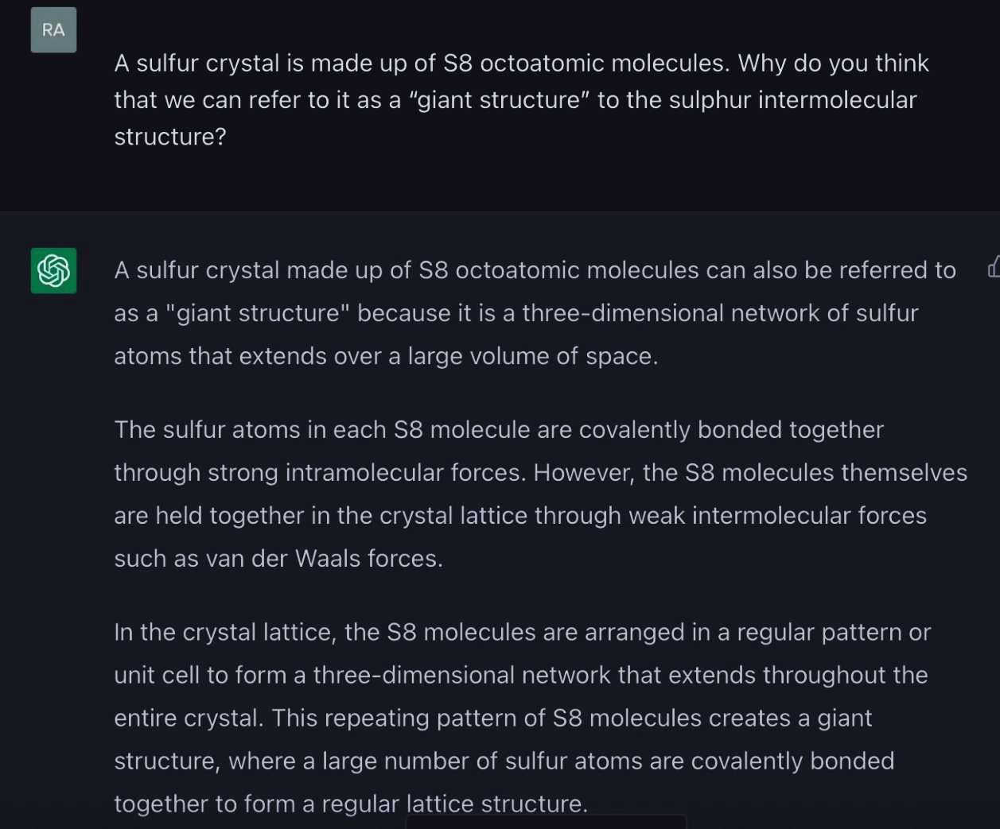 RA
A sulfur crystal is made up of S8 octoatomic molecules. Why do you think
that we can refer to it as a “giant structure” to the sulphur intermolecular
structure?
A sulfur crystal made up of S8 octoatomic molecules can also be referred to
as a "giant structure" because it is a three-dimensional network of sulfur
atoms that extends over a large volume of space.
The sulfur atoms in each S8 molecule are covalently bonded together
through strong intramolecular forces. However, the S8 molecules themselves
are held together in the crystal lattice through weak intermolecular forces
such as van der Waals forces.
In the crystal lattice, the S8 molecules are arranged in a regular pattern or
unit cell to form a three-dimensional network that extends throughout the
entire crystal. This repeating pattern of S8 molecules creates a giant
structure, where a large number of sulfur atoms are covalently bonded
together to form a regular lattice structure.